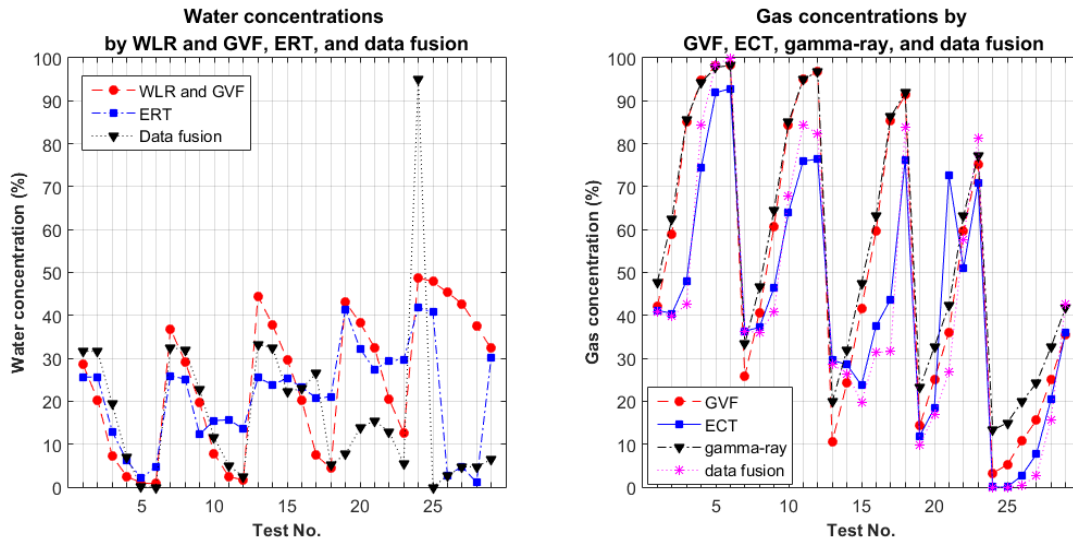 Water concentrations
by WLR and GVF, ERT, and data fusion
100
90
80
70
60
50
40
30
20
10
0
Water concentration (%)
WLR and GVF
ERT
Data fusion
5
10
15
20
25
Test No.
Gas concentrations by
GVF, ECT, gamma-ray, and data fusion
100
90
80
70
60
50
40
30
20
10
0
Gas concentration (%)
GVF
ECT
gamma-ray
data fusion
5
10
15
20
25
Test No.